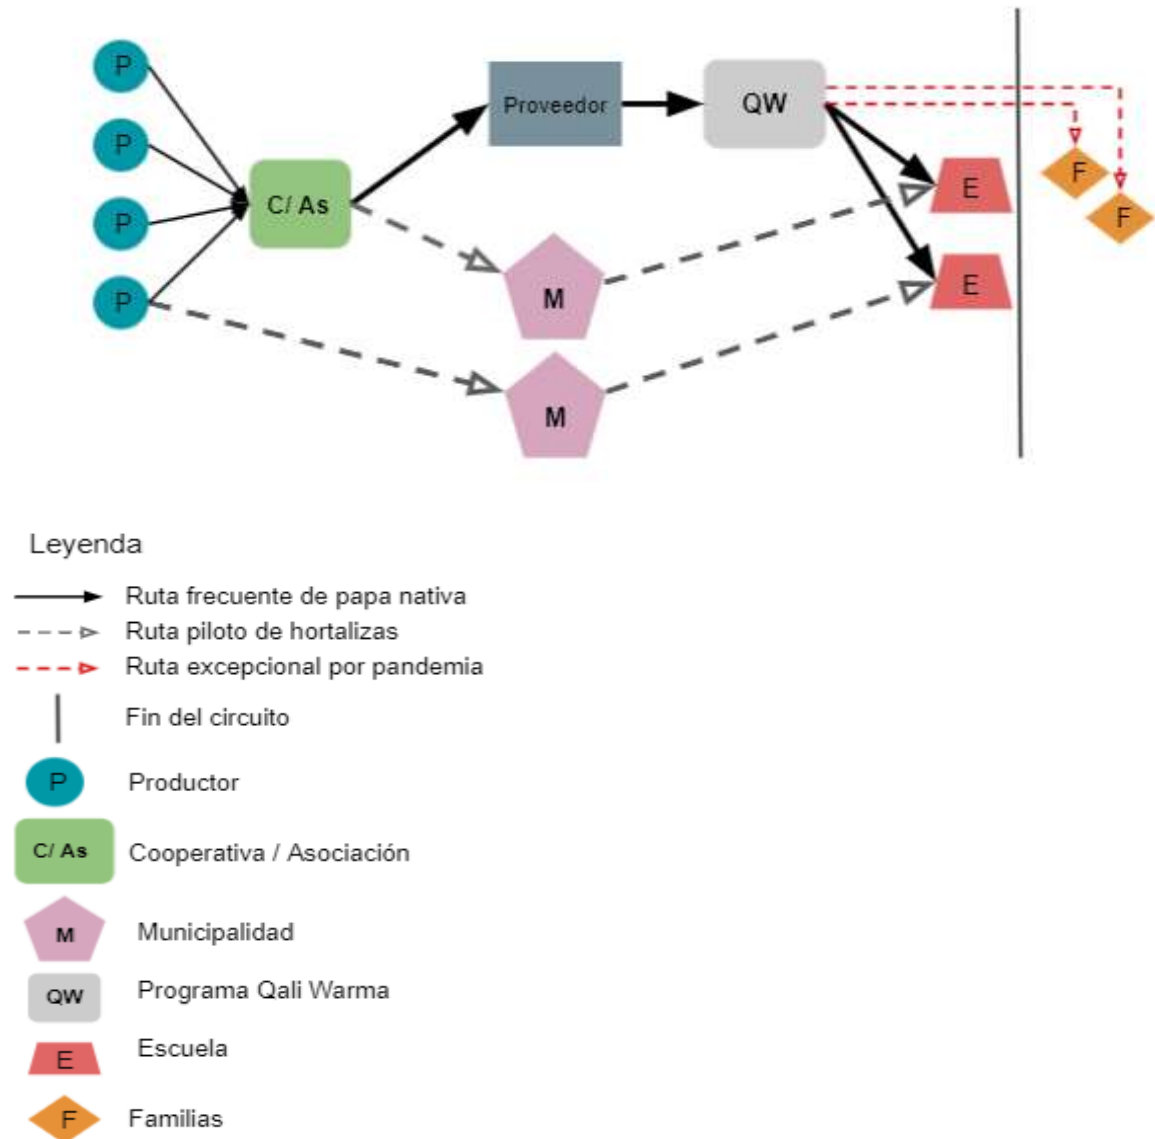 P
P
P
P
C/ As
Proveedor
QW
M
M
E
E
F
F
Leyenda
Ruta frecuente de papa nativa
Ruta piloto de hortalizas
Ruta excepcional por pandemia
Fin del circuito
P Productor
C/ As Cooperativa / Asociación
M Municipalidad
QW Programa Qali Warma
E Escuela
F Familias